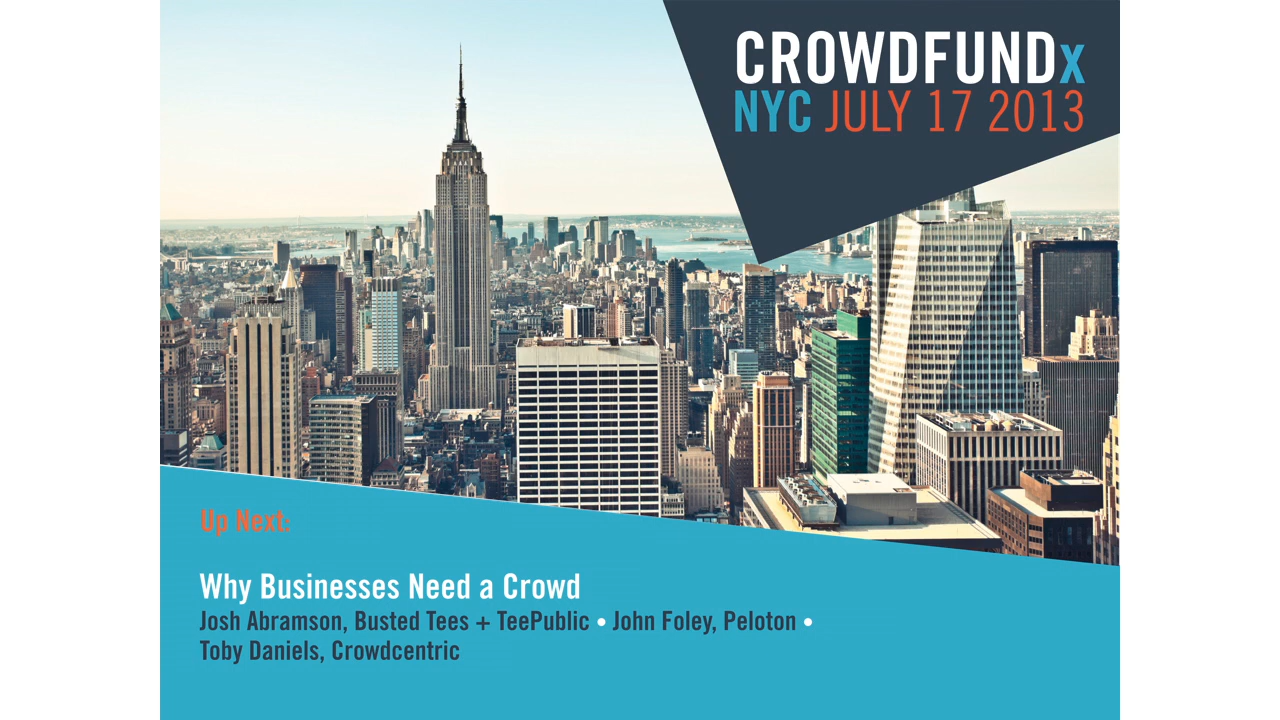 CROWDFUNDx
NYC JULY 17 2013
Up Next:
Why Businesses Need a Crowd
Josh Abramson, Busted Tees + TeePublic • John Foley, Peloton •
Toby Daniels, Crowdcentric